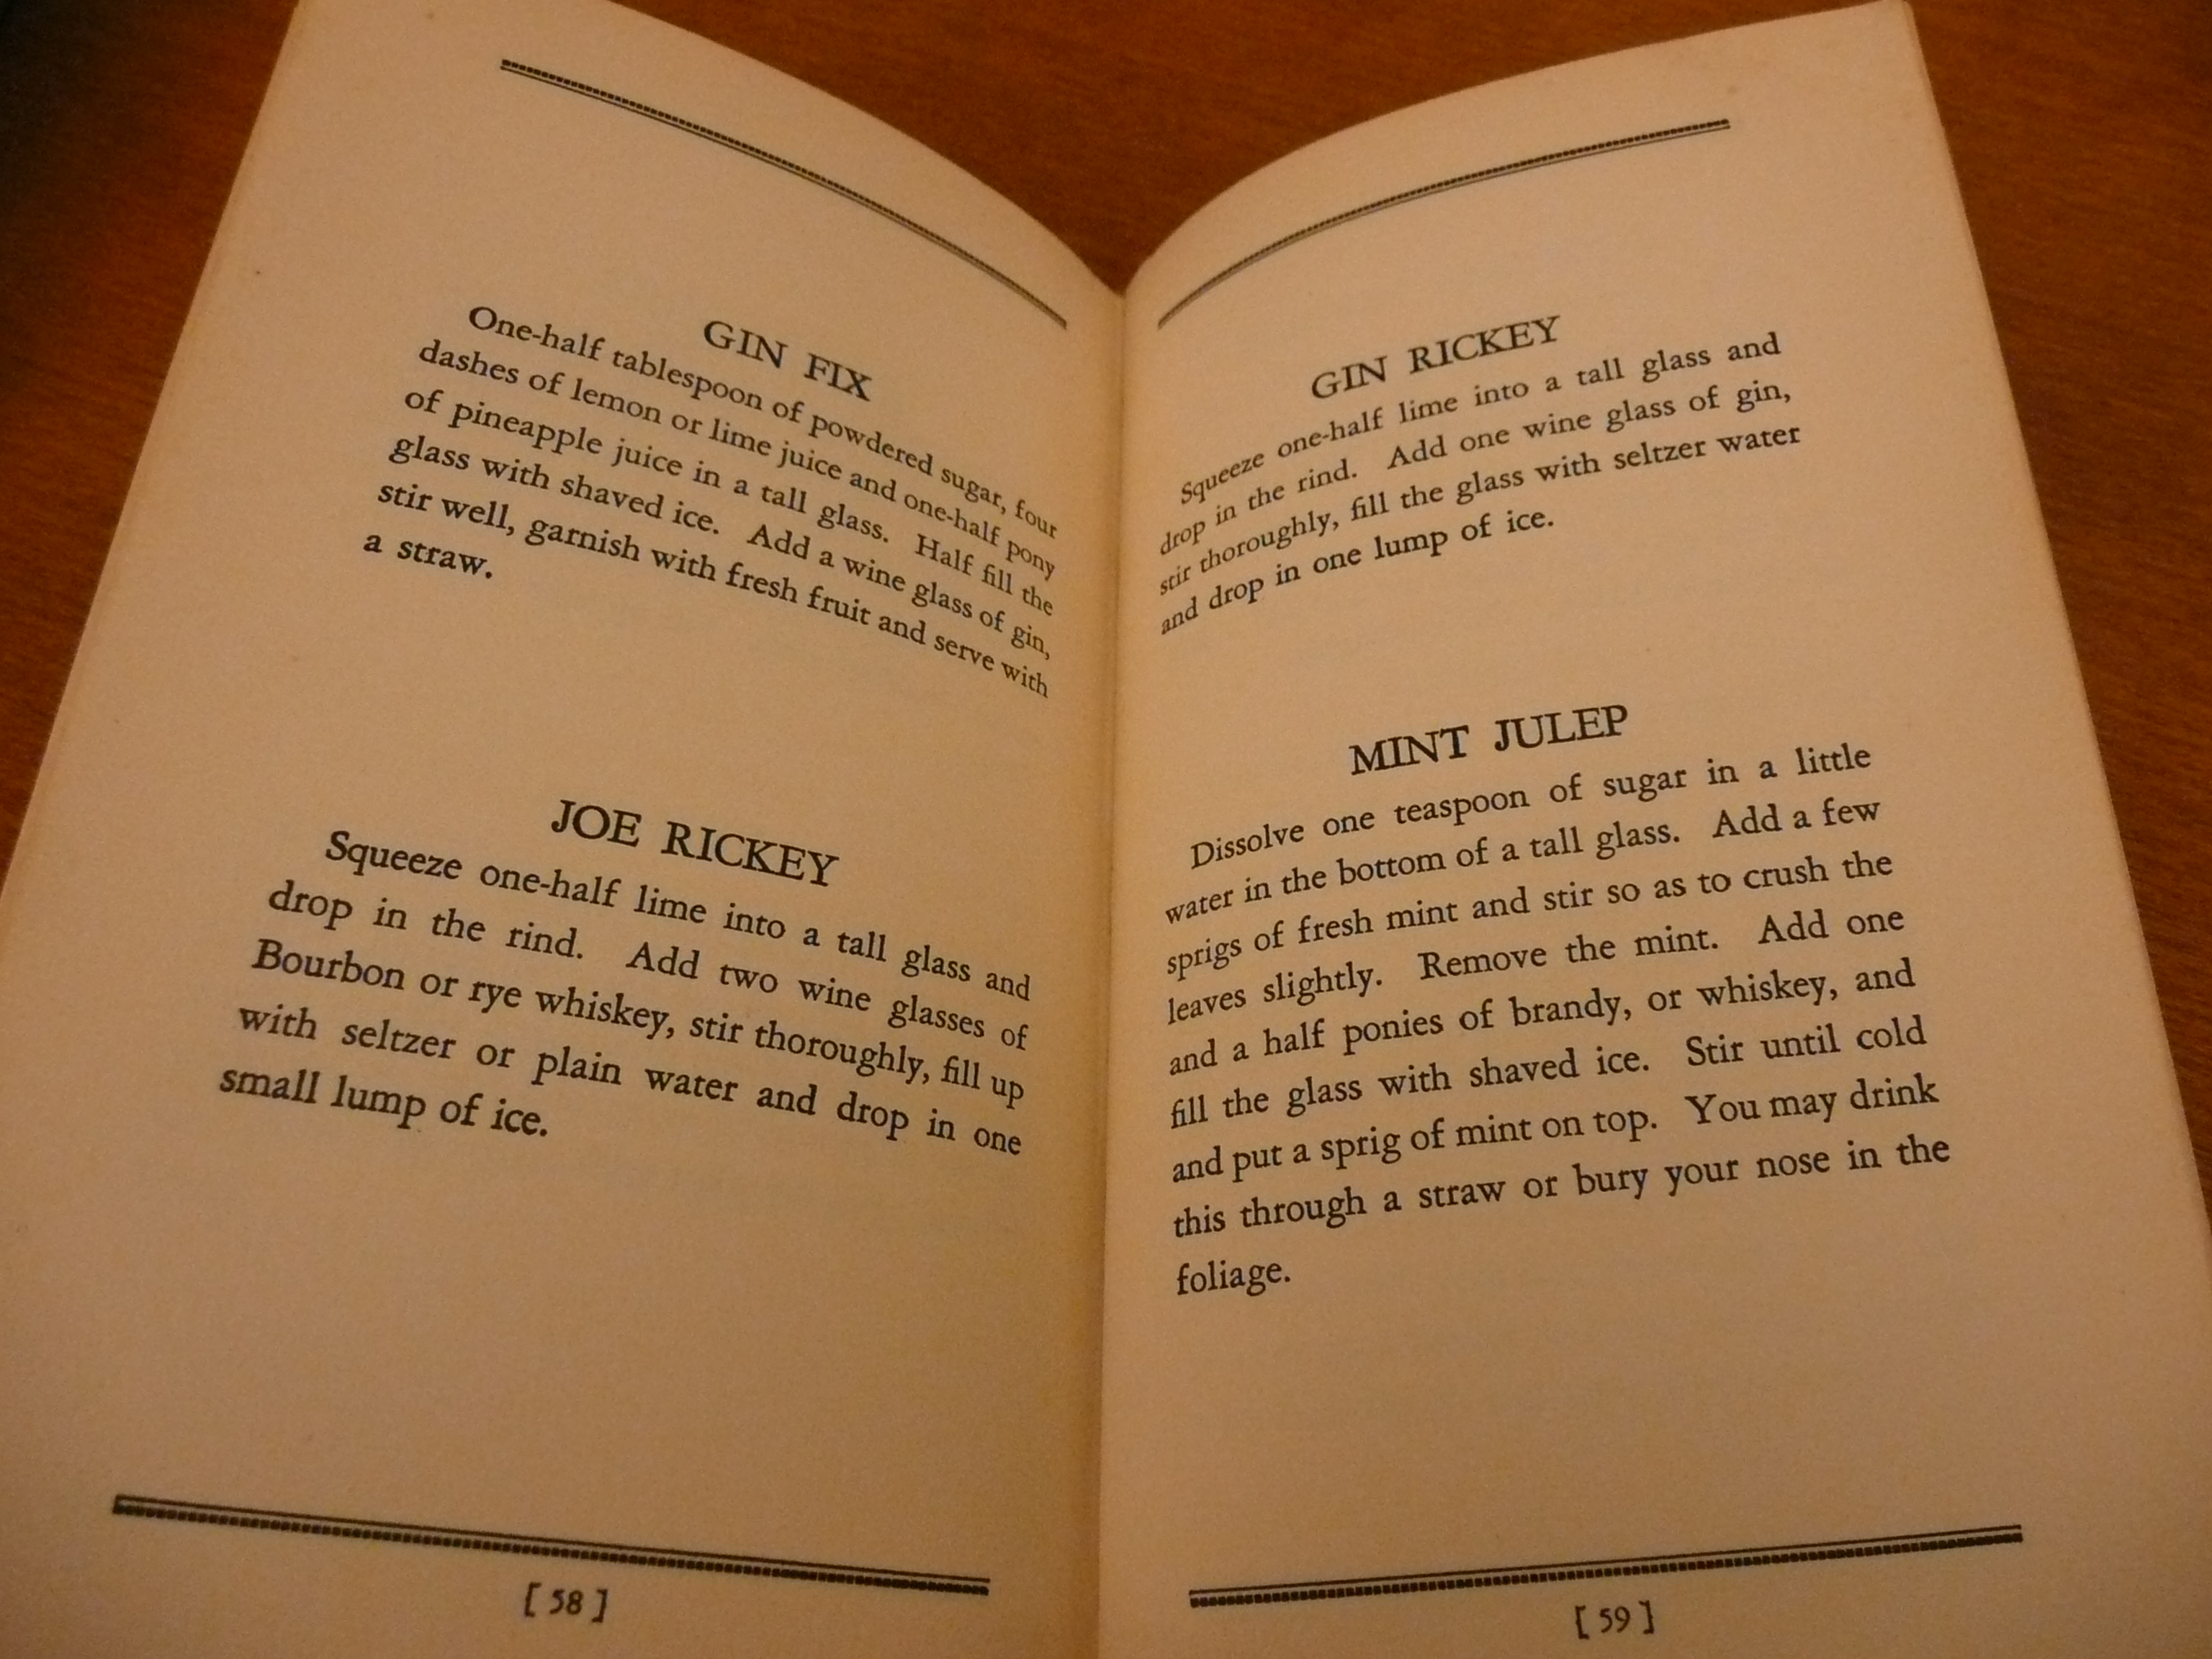 GIN FIX
One-half tablespoon of powdered sugar, four
dashes of lemon or lime juice and one-half pony
of pineapple juice in a tall glass. Half fill the
glass with shaved ice. Add a wine glass of gin,
stir well, garnish with fresh fruit and serve with
a straw.
JOE RICKEY
Squeeze one-half lime into a tall glass and
drop in the rind. Add two wine glasses of
Bourbon or rye whiskey, stir thoroughly, fill up
with seltzer or plain water and drop in one
small lump of ice.
[ 58 ]
GIN RICKEY
Squeeze one-half lime into a tall glass and
drop in the rind. Add one wine glass of gin,
stir thoroughly, fill the glass with seltzer water
and drop in one lump of ice.
MINT JULEP
Dissolve one teaspoon of sugar in a little
water in the bottom of a tall glass. Add a few
sprigs of fresh mint and stir so as to crush the
leaves slightly. Remove the mint. Add one
and a half ponies of brandy, or whiskey, and
fill the glass with shaved ice. Stir until cold
and put a sprig of mint on top. You may drink
this through a straw or bury your nose in the
foliage.
[ 59 ]